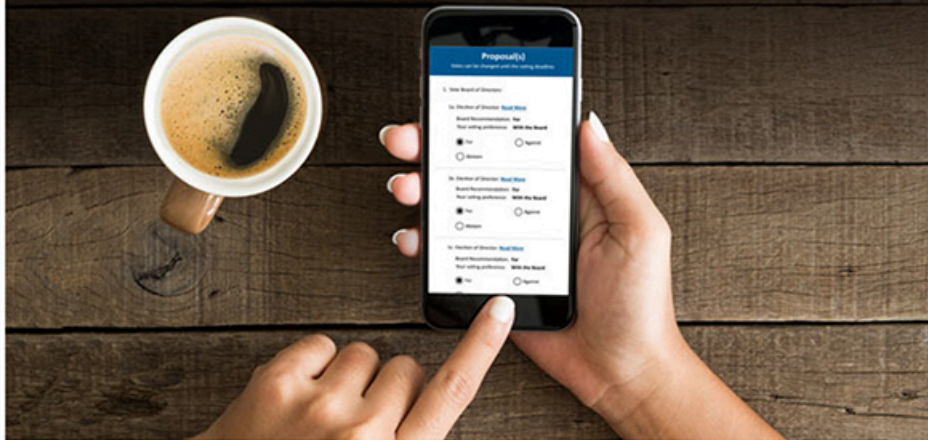 Proposal(s)
Votes can be changed until the voting deadline
1. Vote Board of Directors:
1a. Election of Director: Read More
Board Recommendation: For
Your voting preference: With the Board
For
Against
Abstain
1b. Election of Director: Read More
Board Recommendation: For
Your voting preference: With the Board
For
Against
Abstain
1c. Election of Director: Read More
Board Recommendation: For
Your voting preference: With the Board
For
Against